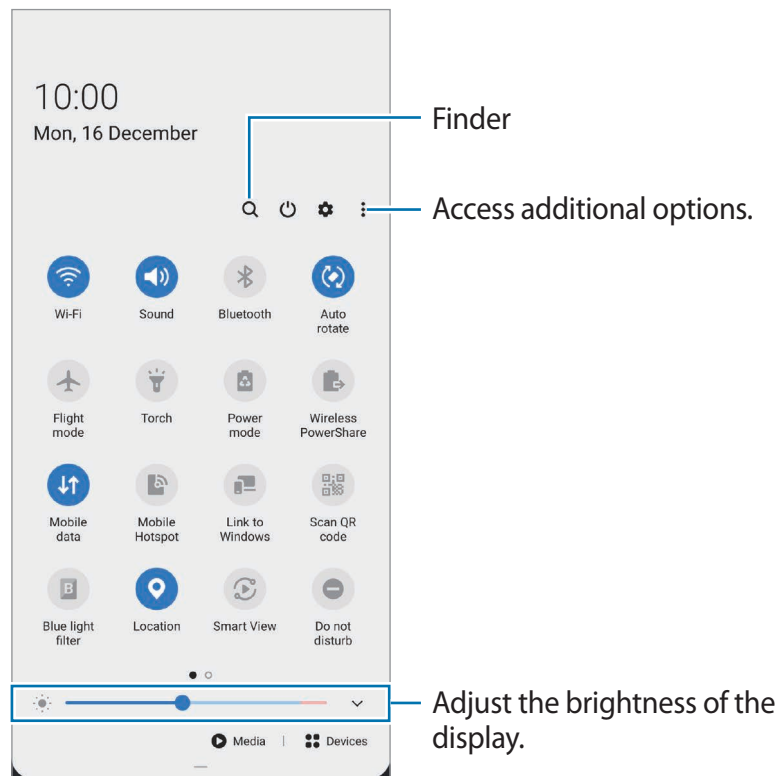 10:00
Mon, 16 December
Finder
Access additional options.
Wi-Fi
Sound
Bluetooth
Auto
rotate
Flight
mode
Torch
Power
mode
Wireless
PowerShare
Mobile
data
Mobile
Hotspot
Link to
Windows
Scan QR
code
B
Blue light
filter
Location
Smart View
Do not
disturb
Adjust the brightness of the
display.
Media | Devices